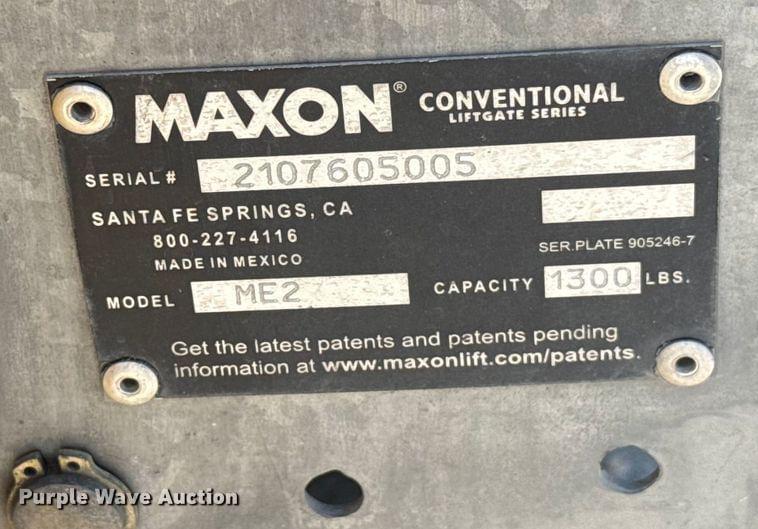 MAXON® CONVENTIONAL
LIFTGATE SERIES
SERIAL # 2107605005
SANTA FE SPRINGS, CA
800-227-4116
MADE IN MEXICO
SER.PLATE 905246-7
MODEL ME2 CAPACITY 1300 LBS.
Get the latest patents and patents pending
information at www.maxonlift.com/patents.
Purple Wave Auction